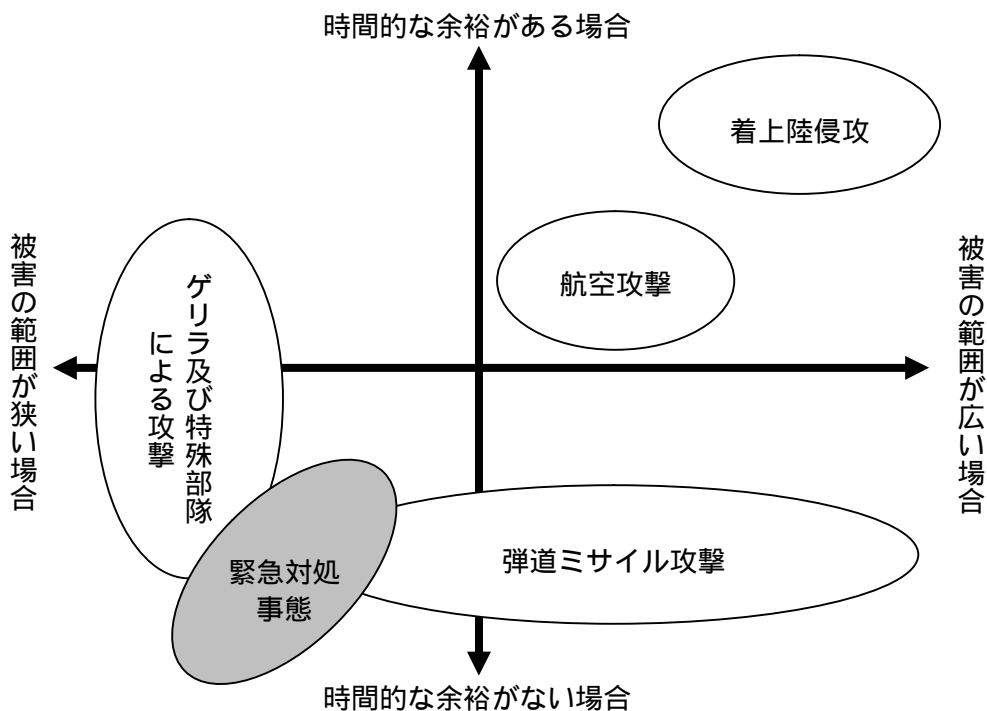 時間的な余裕がある場合
着上陸侵攻
航空攻撃
被害の範囲が狭い場合
ゲリラ及び特殊部隊
による攻撃
被害の範囲が広い場合
緊急対処
事態
弾道ミサイル攻撃
時間的な余裕がない場合